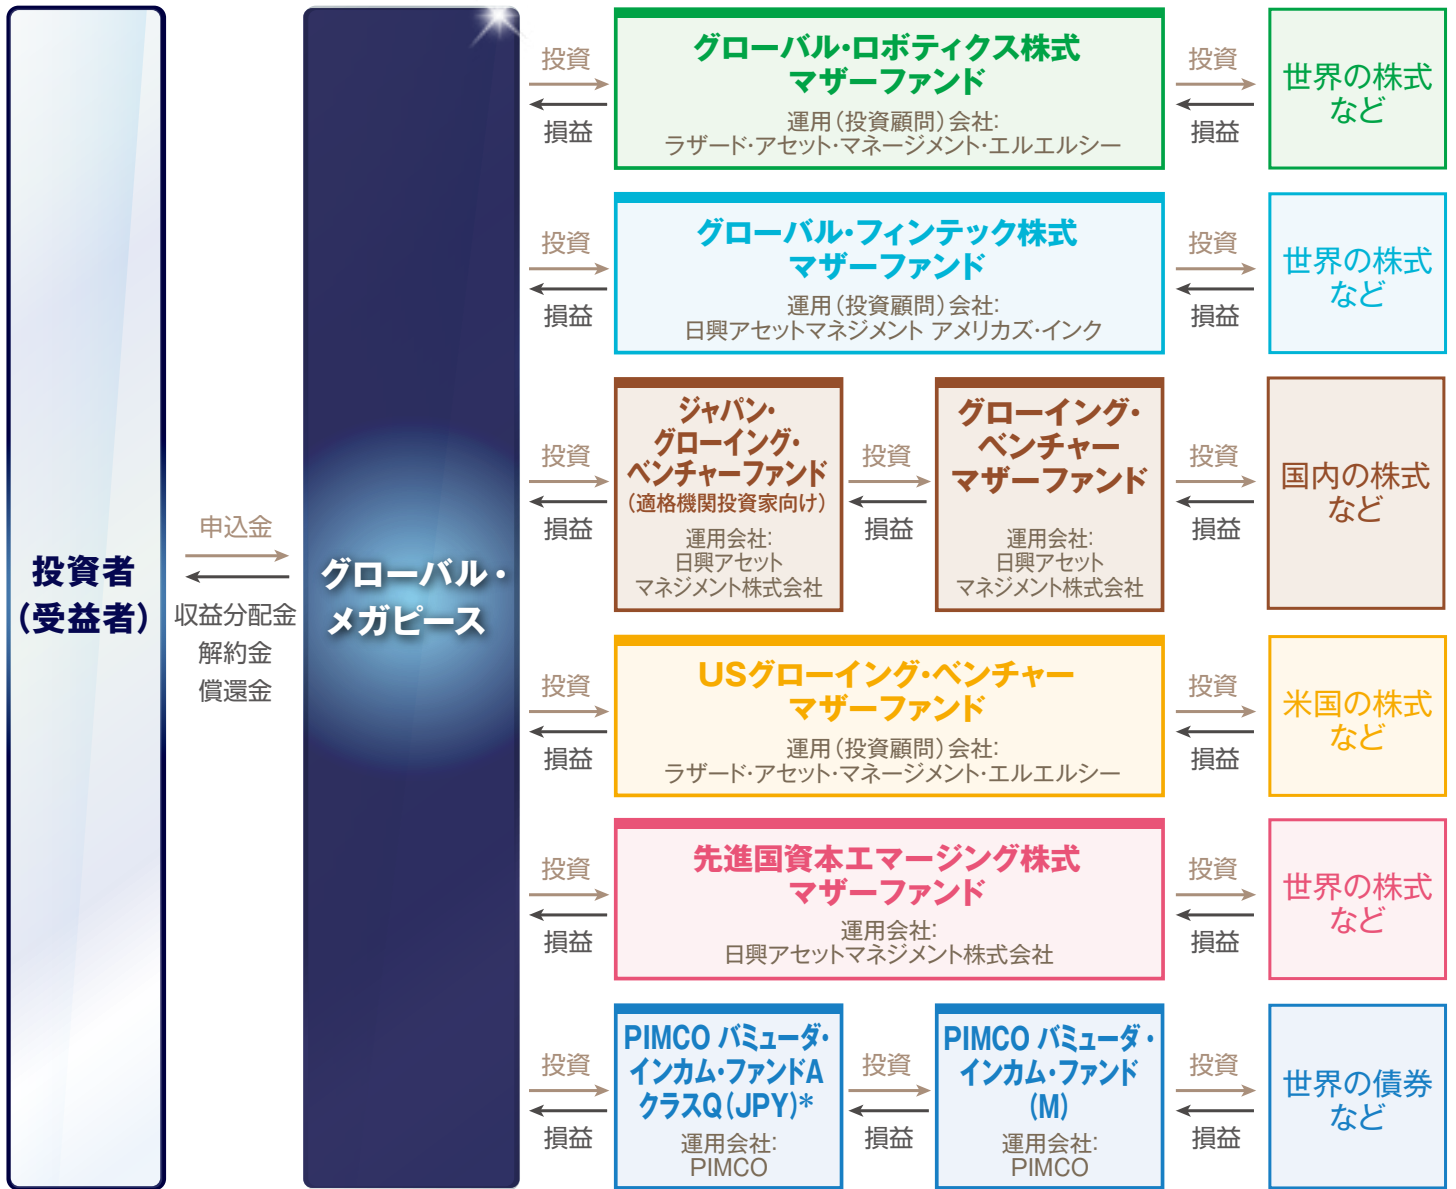 投資者
(受益者)
申込金
収益分配金
解約金
償還金
グローバル・
メガピース
投資
損益
グローバル・ロボティクス株式
マザーファンド
運用(投資顧問)会社:
ラザード・アセット・マネージメント・エルエルシー
投資
損益
世界の株式
など
投資
損益
グローバル・フィンテック株式
マザーファンド
運用(投資顧問)会社:
日興アセットマネジメント アメリカズ・インク
投資
損益
世界の株式
など
投資
損益
ジャパン・
グローイング・
ベンチャーファンド
(適格機関投資家向け)
運用会社:
日興アセット
マネジメント株式会社
投資
損益
グローイング・
ベンチャー
マザーファンド
運用会社:
日興アセット
マネジメント株式会社
投資
損益
国内の株式
など
投資
損益
USグローイング・ベンチャー
マザーファンド
運用(投資顧問)会社:
ラザード・アセット・マネージメント・エルエルシー
投資
損益
米国の株式
など
投資
損益
先進国資本エマージング株式
マザーファンド
運用会社:
日興アセットマネジメント株式会社
投資
損益
世界の株式
など
投資
損益
PIMCO バミューダ・
インカム・ファンドA
クラスQ(JPY)*
運用会社:
PIMCO
投資
損益
PIMCO バミューダ・
インカム・ファンド
(M)
運用会社:
PIMCO
投資
損益
世界の債券
など